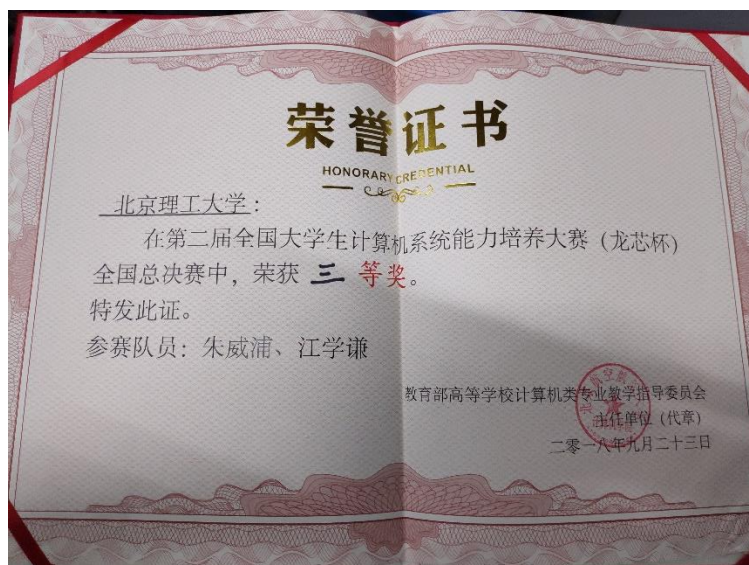 荣誉证书
HONORARY CREDENTIAL
北京理工大学：
在第二届全国大学生计算机系统能力培养大赛（龙芯杯）
全国总决赛中，荣获 三 等奖。
特发此证。
参赛队员：朱威浦、江学谦
教育部高等学校计算机类专业教学指导委员会
主任单位（代章）
二零一八年九月二十三日